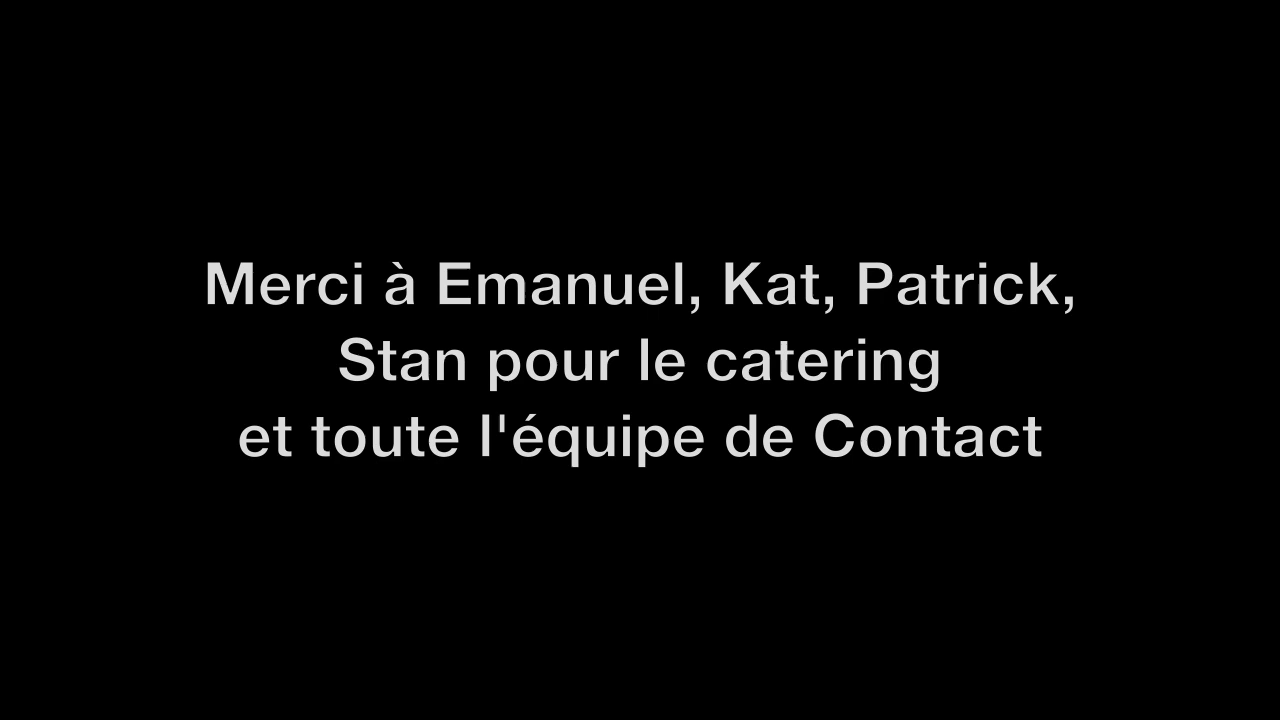 Merci à Emanuel, Kat, Patrick,
Stan pour le catering
et toute l'équipe de Contact